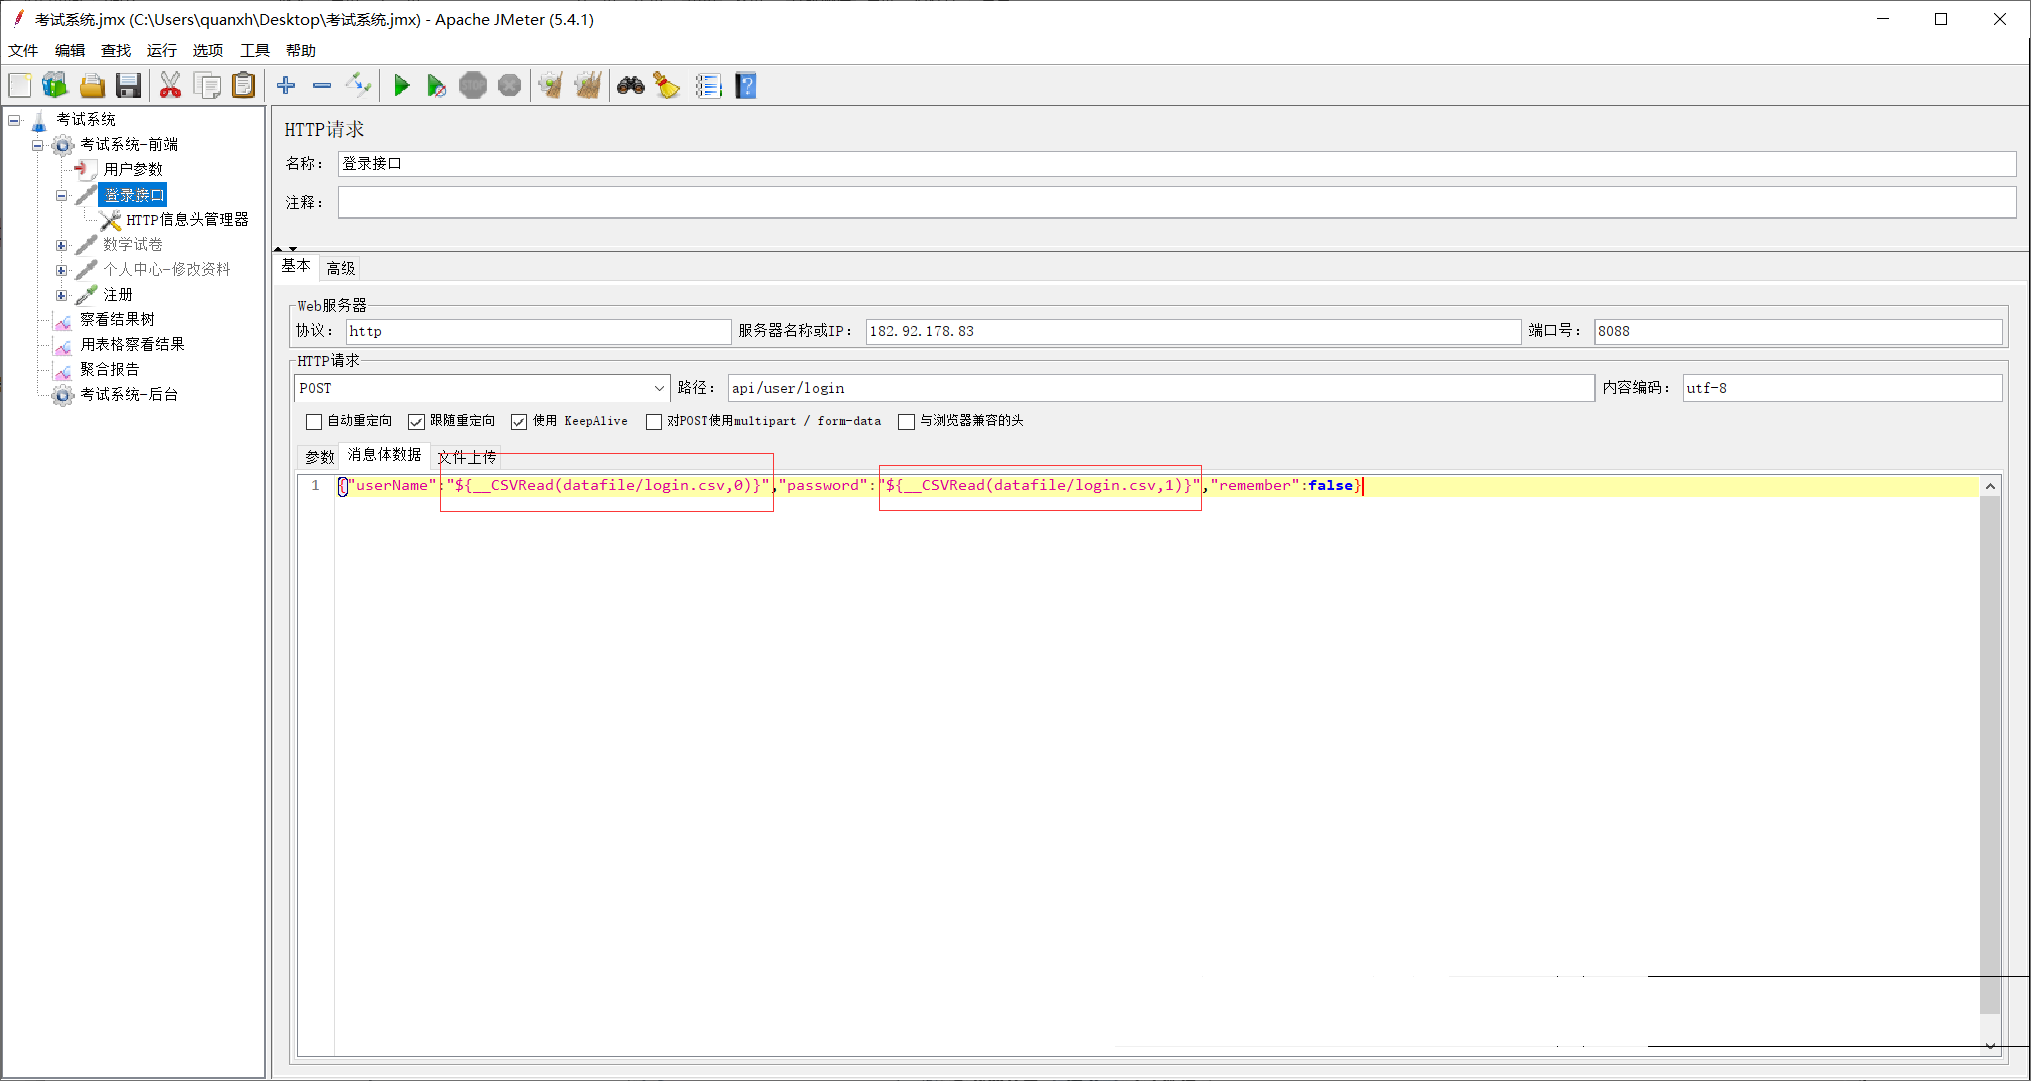 考试系统.jmx (C:\Users\quanxh\Desktop\考试系统.jmx) - Apache JMeter (5.4.1)
文件 编辑 查找 运行 选项 工具 帮助
STOP
考试系统
考试系统-前端
用户参数
登录接口
HTTP信息头管理器
数学试卷
个人中心-修改资料
注册
察看结果树
用表格察看结果
聚合报告
考试系统-后台
HTTP请求
名称： 登录接口
注释：
基本 高级
Web服务器
协议： http 服务器名称或IP： 182.92.178.83 端口号： 8088
HTTP请求
POST 路径： api/user/login 内容编码： utf-8
自动重定向 跟随重定向 使用 KeepAlive 对POST使用multipart / form-data 与浏览器兼容的头
参数 消息体数据 文件上传
1 {"userName":"${__CSVRead(datafile/login.csv,0)}","password":"${__CSVRead(datafile/login.csv,1)}","remember":false}